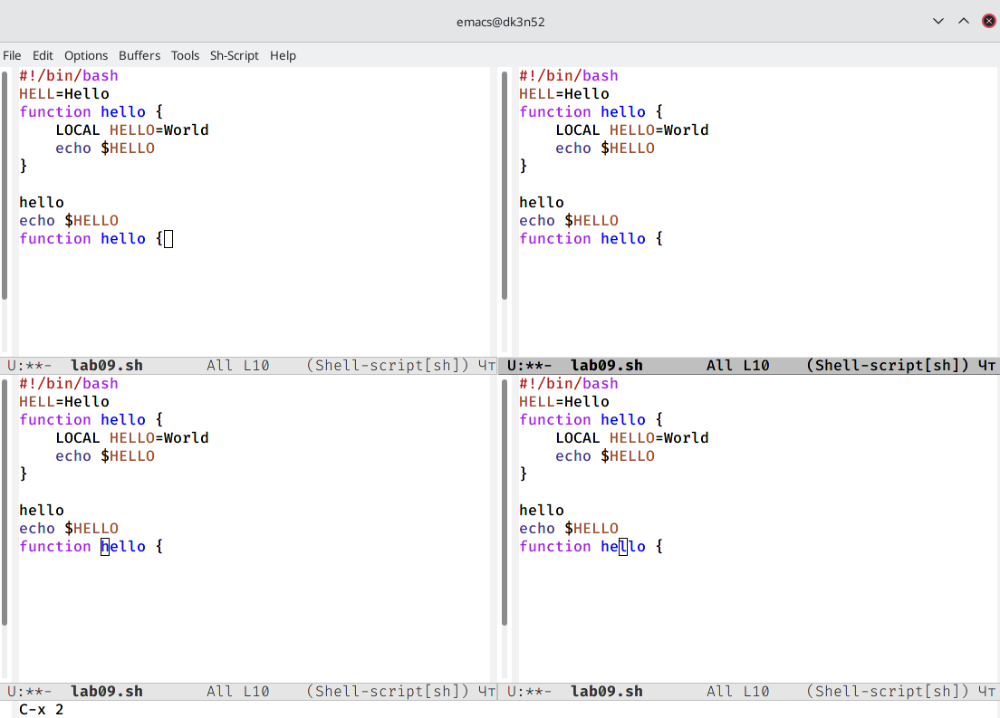 emacs@dk3n52
File Edit Options Buffers Tools Sh-Script Help
#!/bin/bash
HELL=Hello
function hello {
    LOCAL HELLO=World
    echo $HELLO
}
hello
echo $HELLO
function hello {
U:**-  lab09.sh       All L10    (Shell-script[sh]) Чт
#!/bin/bash
HELL=Hello
function hello {
    LOCAL HELLO=World
    echo $HELLO
}
hello
echo $HELLO
function hello {
U:**-  lab09.sh       All L10    (Shell-script[sh]) Чт
#!/bin/bash
HELL=Hello
function hello {
    LOCAL HELLO=World
    echo $HELLO
}
hello
echo $HELLO
function hello {
U:**-  lab09.sh       All L10    (Shell-script[sh]) Чт
#!/bin/bash
HELL=Hello
function hello {
    LOCAL HELLO=World
    echo $HELLO
}
hello
echo $HELLO
function hello {
U:**-  lab09.sh       All L10    (Shell-script[sh]) Чт
C-x 2